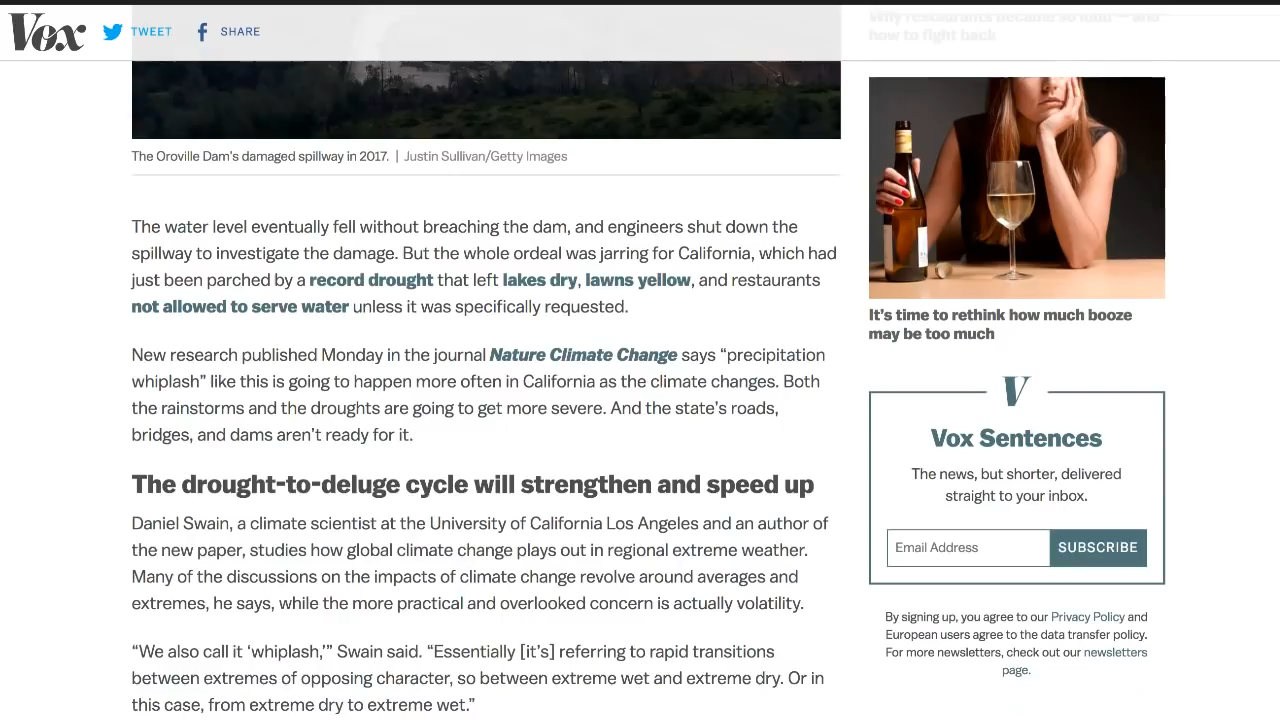 Vox
TWEET
SHARE
Why restaurants became so loud — and
how to fight back
The Oroville Dam's damaged spillway in 2017. | Justin Sullivan/Getty Images
The water level eventually fell without breaching the dam, and engineers shut down the
spillway to investigate the damage. But the whole ordeal was jarring for California, which had
just been parched by a record drought that left lakes dry, lawns yellow, and restaurants
not allowed to serve water unless it was specifically requested.
New research published Monday in the journal Nature Climate Change says “precipitation
whiplash” like this is going to happen more often in California as the climate changes. Both
the rainstorms and the droughts are going to get more severe. And the state’s roads,
bridges, and dams aren’t ready for it.
The drought-to-deluge cycle will strengthen and speed up
Daniel Swain, a climate scientist at the University of California Los Angeles and an author of
the new paper, studies how global climate change plays out in regional extreme weather.
Many of the discussions on the impacts of climate change revolve around averages and
extremes, he says, while the more practical and overlooked concern is actually volatility.
“We also call it ‘whiplash,’” Swain said. “Essentially [it’s] referring to rapid transitions
between extremes of opposing character, so between extreme wet and extreme dry. Or in
this case, from extreme dry to extreme wet.”
It’s time to rethink how much booze
may be too much
V
Vox Sentences
The news, but shorter, delivered
straight to your inbox.
Email Address
SUBSCRIBE
By signing up, you agree to our Privacy Policy and
European users agree to the data transfer policy.
For more newsletters, check out our newsletters
page.